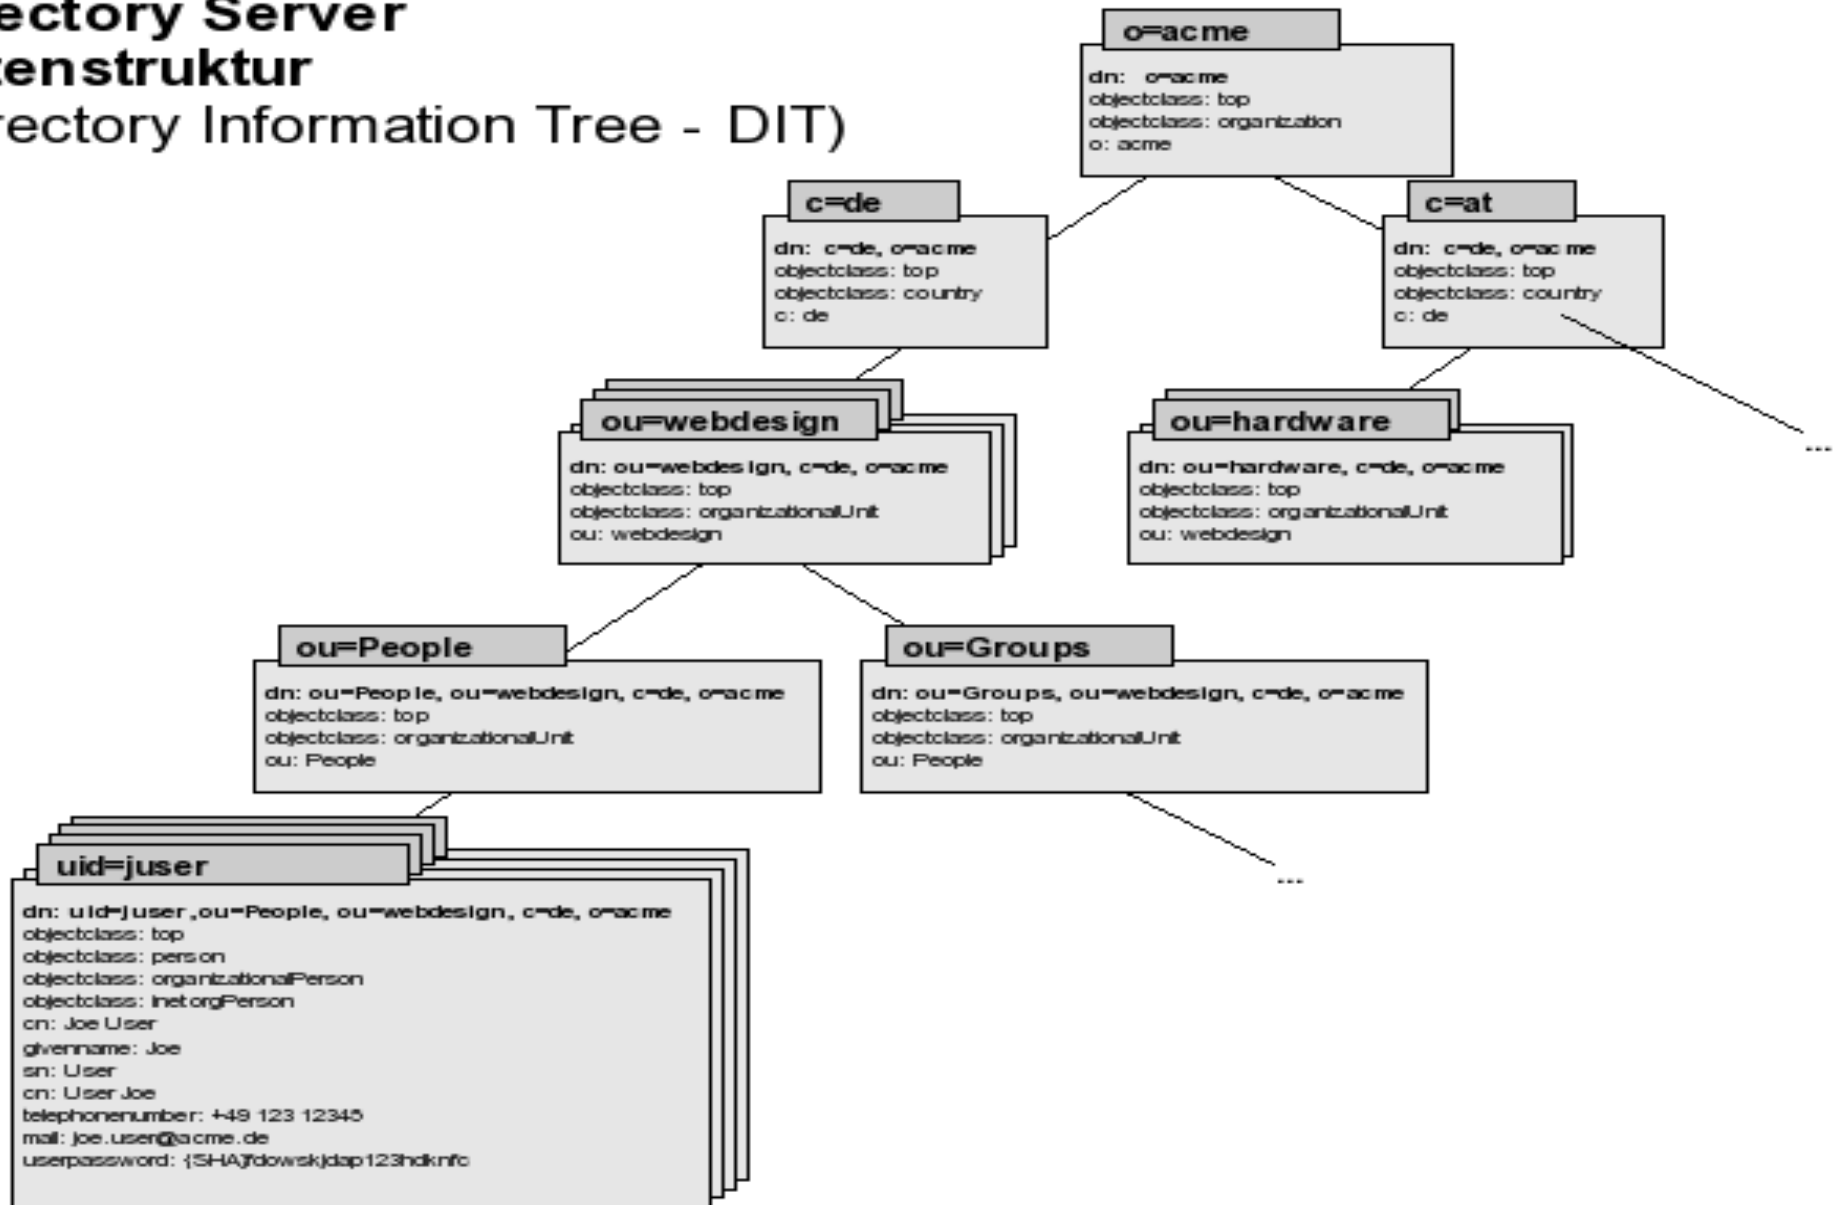 ectory Server
tenstruktur
rectory Information Tree - DIT)
o=acme
dn: o=acme
objectclass: top
objectclass: organization
o: acme
c=de
dn: c=de, o=acme
objectclass: top
objectclass: country
c: de
c=at
dn: c=de, o=acme
objectclass: top
objectclass: country
c: de
...
ou=webdesign
dn: ou=webdesign, c=de, o=acme
objectclass: top
objectclass: organizationalUnit
ou: webdesign
ou=hardware
dn: ou=hardware, c=de, o=acme
objectclass: top
objectclass: organizationalUnit
ou: webdesign
ou=People
dn: ou=People, ou=webdesign, c=de, o=acme
objectclass: top
objectclass: organizationalUnit
ou: People
ou=Groups
dn: ou=Groups, ou=webdesign, c=de, o=acme
objectclass: top
objectclass: organizationalUnit
ou: People
...
uid=juser
dn: uid=juser ,ou=People, ou=webdesign, c=de, o=acme
objectclass: top
objectclass: person
objectclass: organizationalPerson
objectclass: inetorgPerson
cn: Joe User
givenname: Joe
sn: User
cn: User Joe
telephonenumber: +49 123 12345
mail: joe.user@acme.de
userpassword: {SHA}fdowskjdap123hdknfc